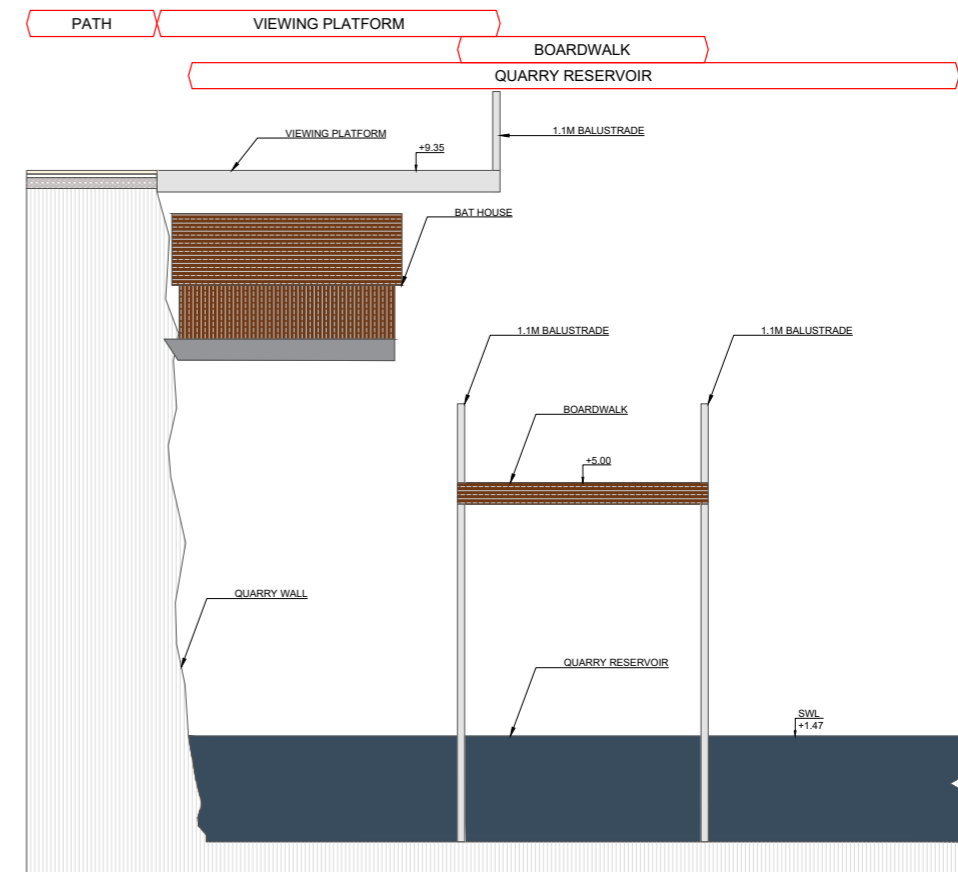 PATH
VIEWING PLATFORM
BOARDWALK
QUARRY RESERVOIR
VIEWING PLATFORM
1.1M BALUSTRADE
+9.35
BAT HOUSE
1.1M BALUSTRADE
1.1M BALUSTRADE
BOARDWALK
+5.00
QUARRY WALL
QUARRY RESERVOIR
SWL
+1.47